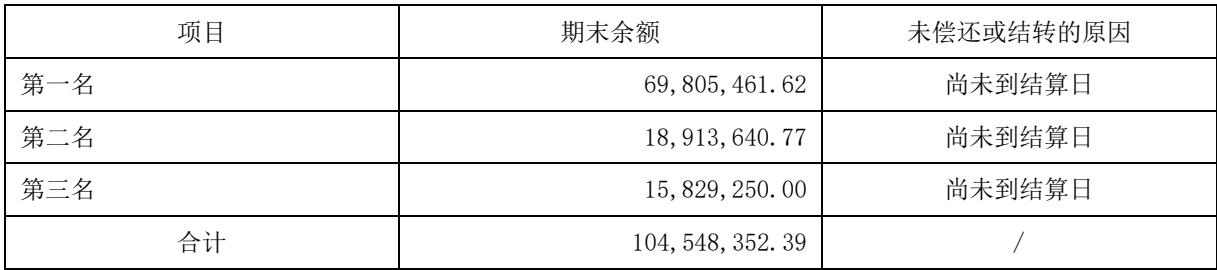 项目 期末余额 未偿还或结转的原因
第一名 69,805,461.62 尚未到结算日
第二名 18,913,640.77 尚未到结算日
第三名 15,829,250.00 尚未到结算日
合计 104,548,352.39 /